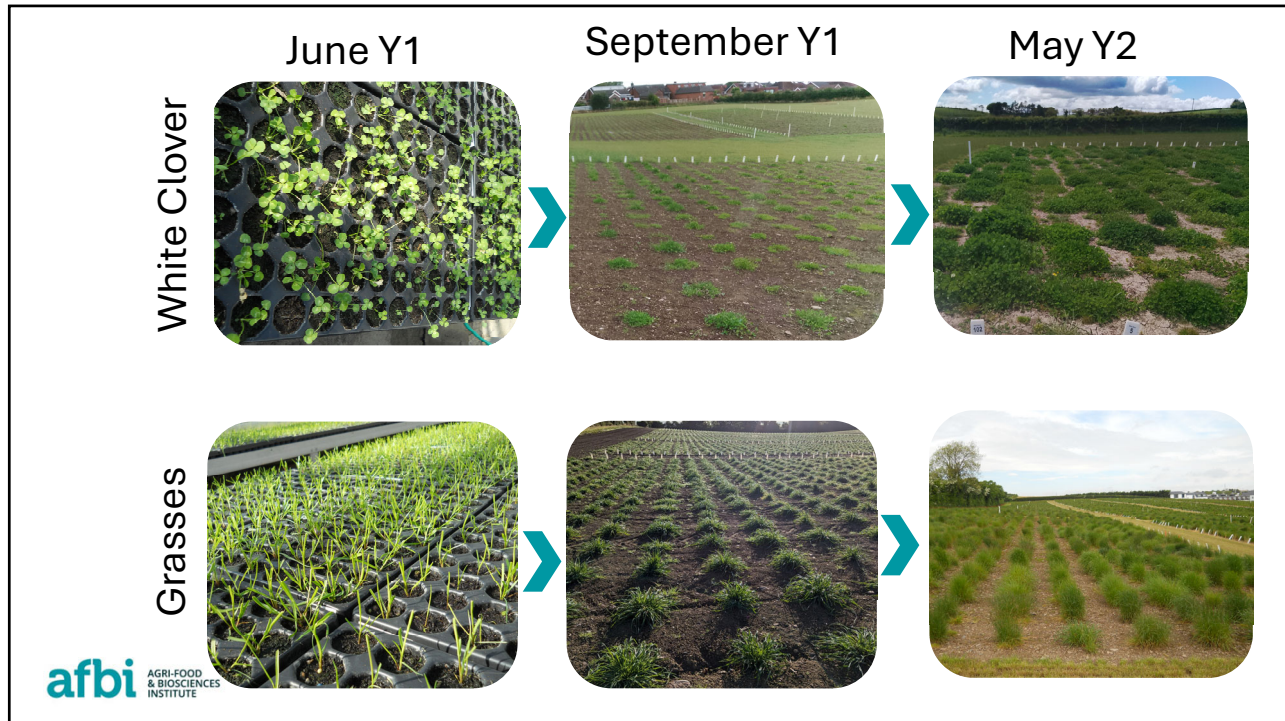 June Y1
September Y1
May Y2
White Clover
Grasses
afbi
AGRI-FOOD
& BIOSCIENCES
INSTITUTE